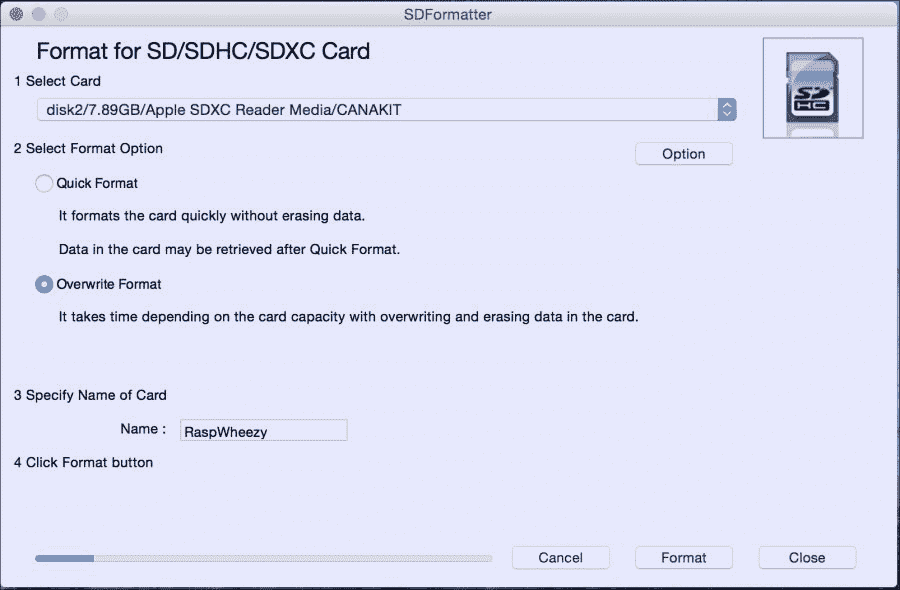 SDFormatter
Format for SD/SDHC/SDXC Card
1 Select Card
disk2/7.89GB/Apple SDXC Reader Media/CANAKIT
SD
HC
2 Select Format Option
Option
Quick Format
It formats the card quickly without erasing data.
Data in the card may be retrieved after Quick Format.
Overwrite Format
It takes time depending on the card capacity with overwriting and erasing data in the card.
3 Specify Name of Card
Name : RaspWheezy
4 Click Format button
Cancel Format Close